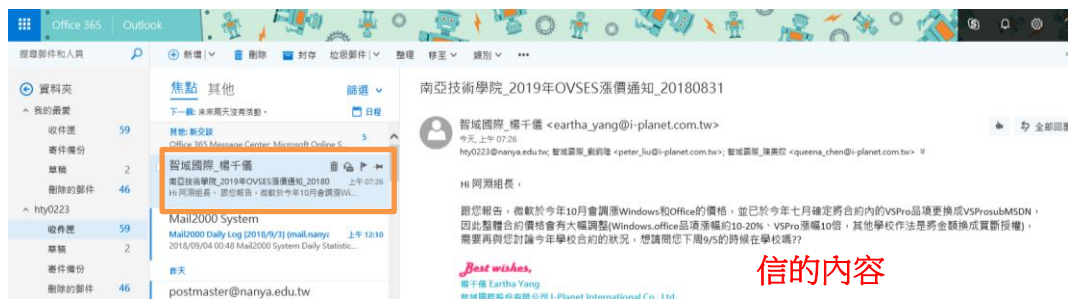 Office 365 Outlook
搜尋郵件和人員
新增 刪除 封存 垃圾郵件 整理 移至 類別 •••
資料夾
我的最愛
收件匣 59
寄件備份
草稿 2
刪除的郵件 46
hty0223
收件匣 59
草稿 2
寄件備份
刪除的郵件 46
焦點 其他 篩選
下一個: 未來兩天沒有活動。 日程
其他: 新交談 5
Office 365 Message Center: Microsoft Online S...
智域國際_楊千儀
南亞技術學院_2019年OVSES漲價通知_20180 上午 07:26
Hi 阿淵組長， 跟您報告，微軟於今年10月會調漲Wi...
Mail2000 System
Mail2000 Daily Log [2018/9/3] (mail.nany: 上午 12:10
2018/09/04 00:48 Mail2000 System Daily Statistic...
昨天
postmaster@nanya.edu.tw
南亞技術學院_2019年OVSES漲價通知_20180831
智域國際_楊千儀 <eartha_yang@i-planet.com.tw>
今天, 上午 07:26
全部回覆
hty0223@nanya.edu.tw; 智域國際_劉鈞隆 <peter_liu@i-planet.com.tw>; 智域國際_陳美妏 <queena_chen@i-planet.com.tw>
Hi 阿淵組長，
跟您報告，微軟於今年10月會調漲Windows和Office的價格，並已於今年七月確定將合約內的VSPro品項更換成VSProsubMSDN，
因此整體合約價格會有大幅調整(Windows.office品項漲幅約10-20%、VSPro漲幅10倍，其他學校作法是將金額換成買斷授權)，
需要再與您討論今年學校合約的狀況，想請問您下周9/5的時候在學校嗎??
Best wishes,
信的內容
楊千儀 Eartha Yang
智域國際股份有限公司 I-Planet International Co., Ltd.